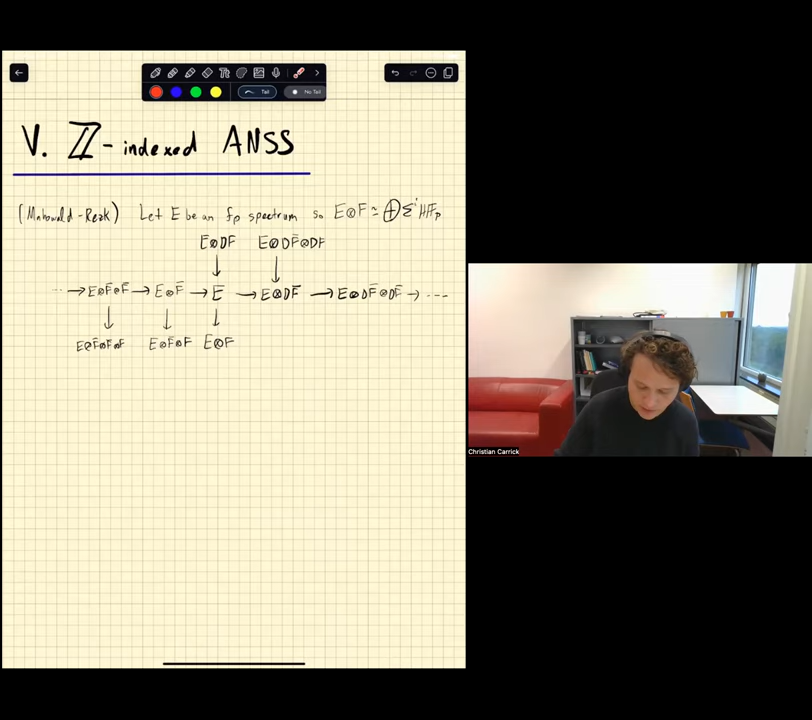 Tail No Tail
V. ℤ-indexed ANSS
(Mahowald-Rezk) Let E be an fp spectrum so E⊗F ≃ ⊕Σⁱ HFₚ
E⊗DF E⊗DF̄⊗DF
··· → E⊗F̄⊗F̄ → E⊗F̄ → E → E⊗DF̄ → E⊗DF̄⊗DF̄ → ···
E⊗F̄⊗F̄⊗F E⊗F̄⊗F E⊗F
Christian Carrick